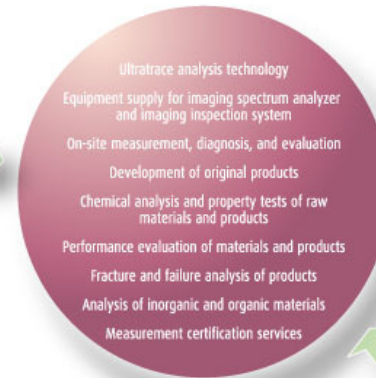 Ultratrace analysis technology
Equipment supply for imaging spectrum analyzer
and imaging inspection system
On-site measurement, diagnosis, and evaluation
Development of original products
Chemical analysis and property tests of raw
materials and products
Performance evaluation of materials and products
Fracture and failure analysis of products
Analysis of inorganic and organic materials
Measurement certification services